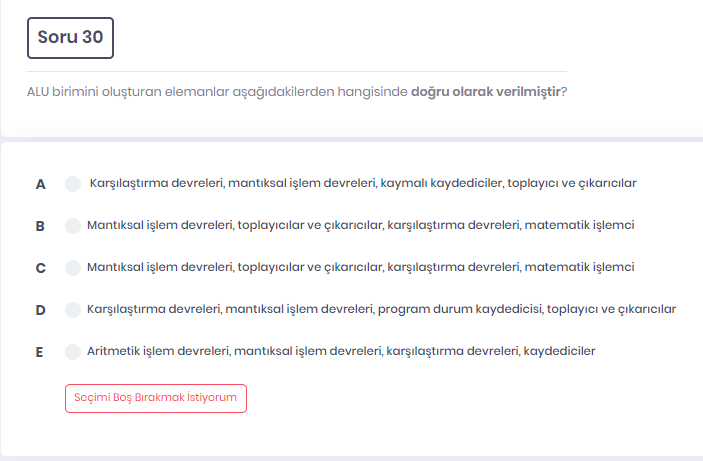 Soru 30
ALU birimini oluşturan elemanlar aşağıdakilerden hangisinde doğru olarak verilmiştir?
A Karşılaştırma devreleri, mantıksal işlem devreleri, kaymalı kaydediciler, toplayıcı ve çıkarıcılar
B Mantıksal işlem devreleri, toplayıcılar ve çıkarıcılar, karşılaştırma devreleri, matematik işlemci
C Mantıksal işlem devreleri, toplayıcılar ve çıkarıcılar, karşılaştırma devreleri, matematik işlemci
D Karşılaştırma devreleri, mantıksal işlem devreleri, program durum kaydedicisi, toplayıcı ve çıkarıcılar
E Aritmetik işlem devreleri, mantıksal işlem devreleri, karşılaştırma devreleri, kaydediciler
Seçimi Boş Bırakmak İstiyorum